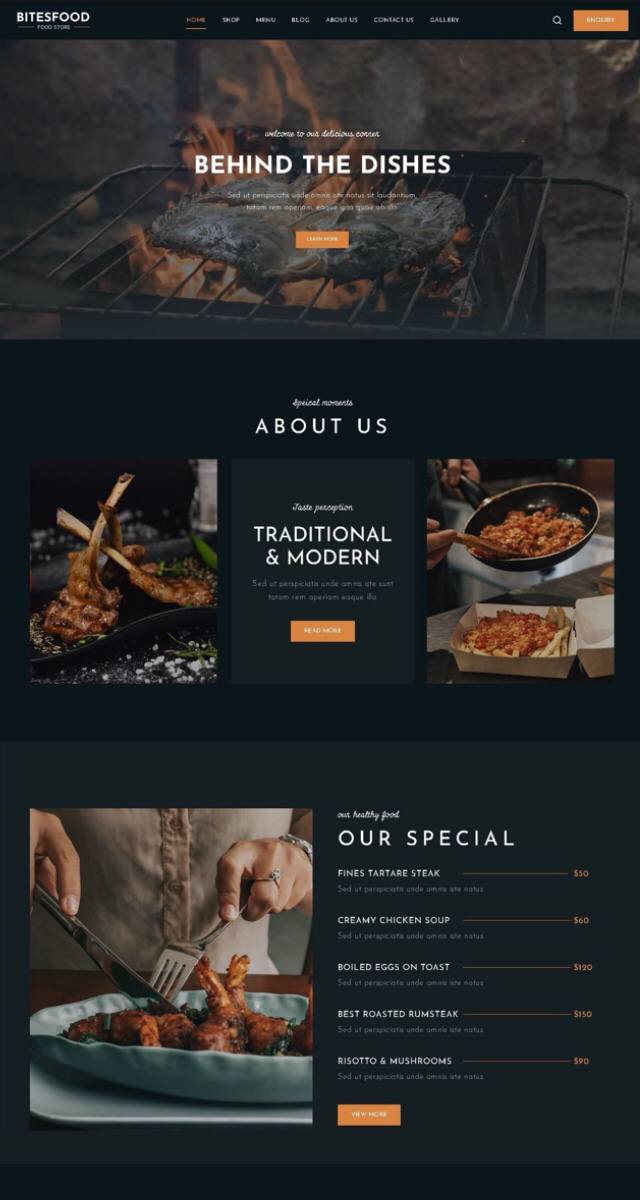 BITESFOOD
FOOD STORE
HOME SHOP MENU BLOG ABOUT US CONTACT US GALLERY
ENQUIRY
welcome to our delicious corner
BEHIND THE DISHES
Sed ut perspiciatis unde omnis iste natus sit laudantium,
totam rem aperiam, eaque ipsa quae ab illo
LEARN MORE
Speical moments
ABOUT US
Taste perception
TRADITIONAL
& MODERN
Sed ut perspiciatis unde omnis iste sunt
totam rem aperiam eaque illo
READ MORE
our healthy food
OUR SPECIAL
FINES TARTARE STEAK $50
Sed ut perspiciatis unde omnis iste natus
CREAMY CHICKEN SOUP $60
Sed ut perspiciatis unde omnis iste natus
BOILED EGGS ON TOAST $120
Sed ut perspiciatis unde omnis iste natus
BEST ROASTED RUMSTEAK $150
Sed ut perspiciatis unde omnis iste natus
RISOTTO & MUSHROOMS $90
Sed ut perspiciatis unde omnis iste natus
VIEW MORE